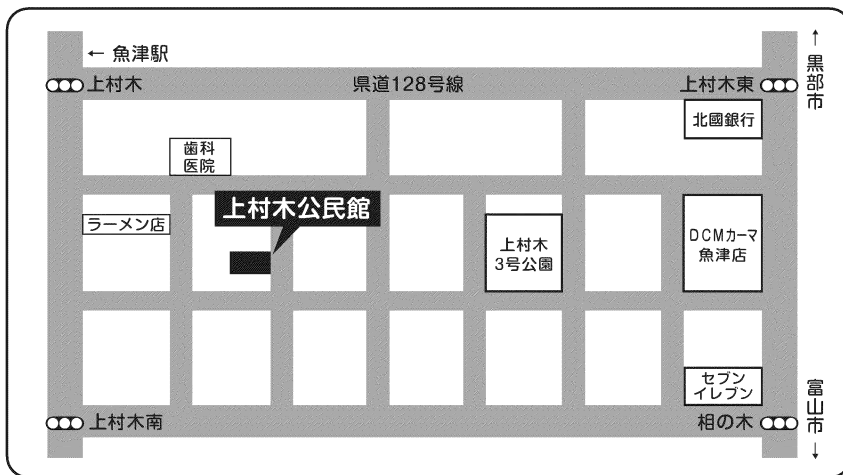 ← 魚津駅
上村木
県道128号線
上村木東
↑
黒部市
北國銀行
歯科
医院
上村木公民館
ラーメン店
上村木
3号公園
DCMカーマ
魚津店
セブン
イレブン
上村木南
相の木
富山市
↓